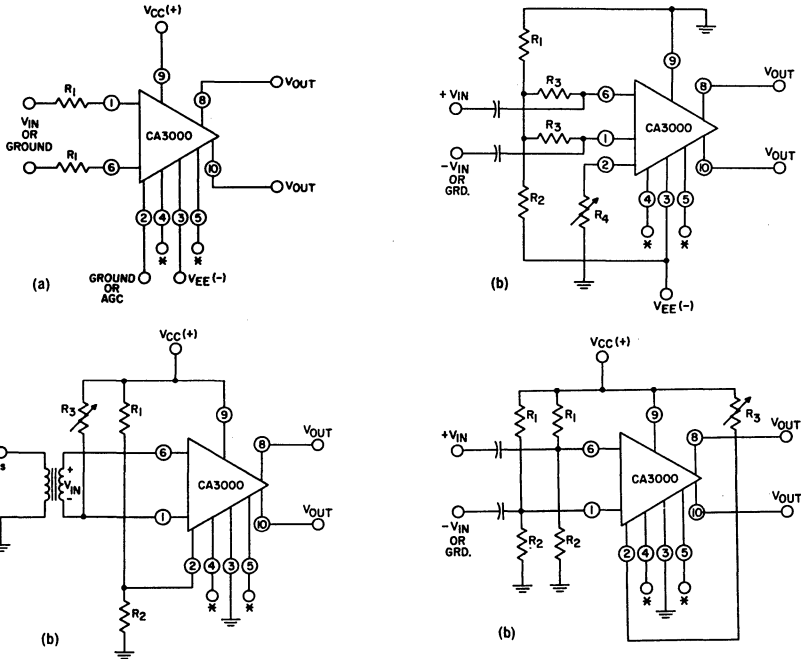 VCC(+)
9
8
VOUT
R1
1
VIN
OR
GROUND
CA3000
R1
6
10
VOUT
2
4
3
5
*
*
GROUND
OR
AGC
VEE(-)
(a)
R1
9
VOUT
R3
6
8
+VIN
CA3000
R3
1
-VIN
OR
GRD.
2
10
VOUT
R2
R4
4
3
5
*
*
(b)
VEE(-)
VCC(+)
R3
R1
9
VOUT
8
6
s
+
VIN
-
CA3000
1
VOUT
10
2
4
3
5
*
*
R2
(b)
VCC(+)
R1
R1
9
R3
VOUT
8
+VIN
6
CA3000
VOUT
1
10
-VIN
OR
GRD.
R2
R2
2
4
3
5
*
*
(b)